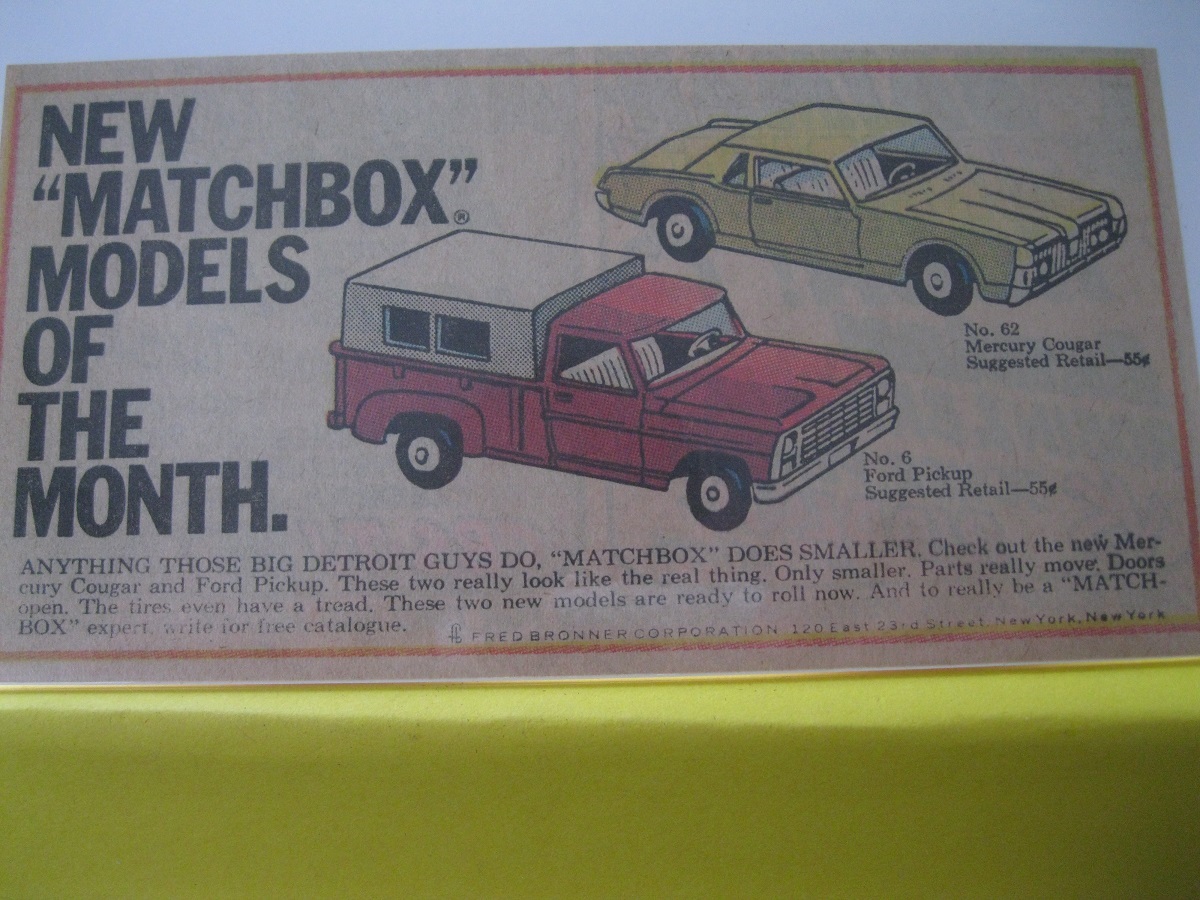 NEW
“MATCHBOX”®
MODELS
OF
THE
MONTH.
No. 62
Mercury Cougar
Suggested Retail—55¢
No. 6
Ford Pickup
Suggested Retail—55¢
ANYTHING THOSE BIG DETROIT GUYS DO, “MATCHBOX” DOES SMALLER. Check out the new Mer-
cury Cougar and Ford Pickup. These two really look like the real thing. Only smaller. Parts really move. Doors
open. The tires even have a tread. These two new models are ready to roll now. And to really be a “MATCH-
BOX” expert, write for free catalogue.
FRED BRONNER CORPORATION 120 East 23rd Street, New York, New York